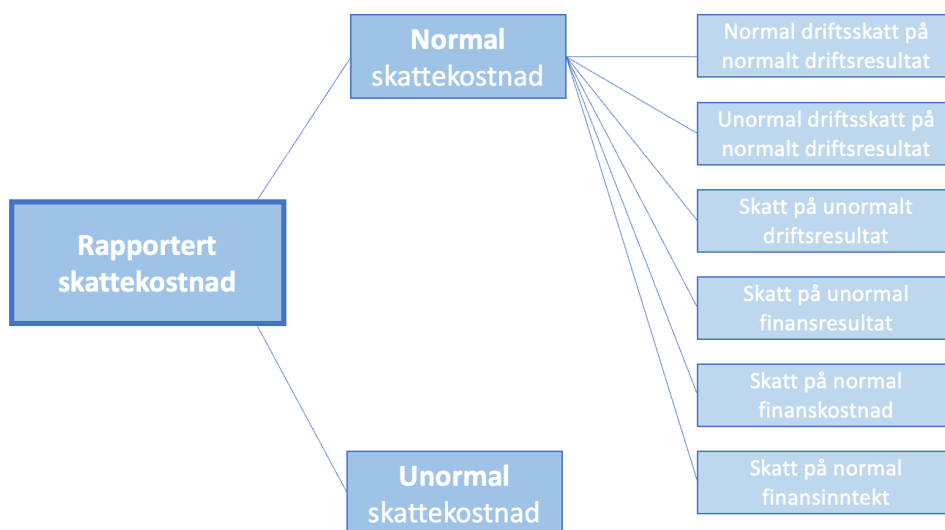 Normal
skattekostnad
Rapportert
skattekostnad
Unormal
skattekostnad
Normal driftsskatt på
normalt driftsresultat
Unormal driftsskatt på
normalt driftsresultat
Skatt på unormalt
driftsresultat
Skatt på unormal
finansresultat
Skatt på normal
finanskostnad
Skatt på normal
finansinntekt